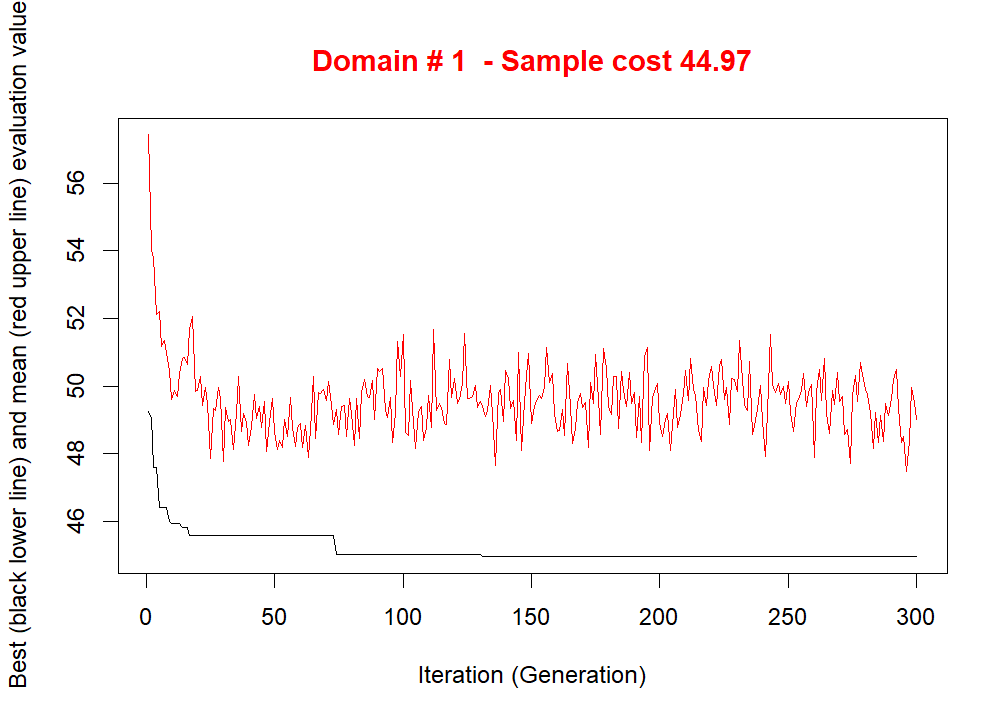 Domain # 1  - Sample cost 44.97
Best (black lower line) and mean (red upper line) evaluation value
56
54
52
50
48
46
0 50 100 150 200 250 300
Iteration (Generation)